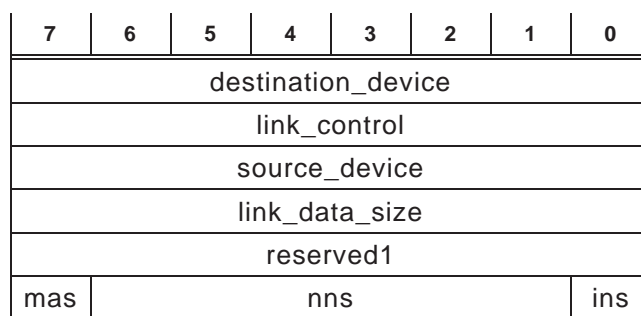 7 6 5 4 3 2 1 0
destination_device
link_control
source_device
link_data_size
reserved1
mas nns ins